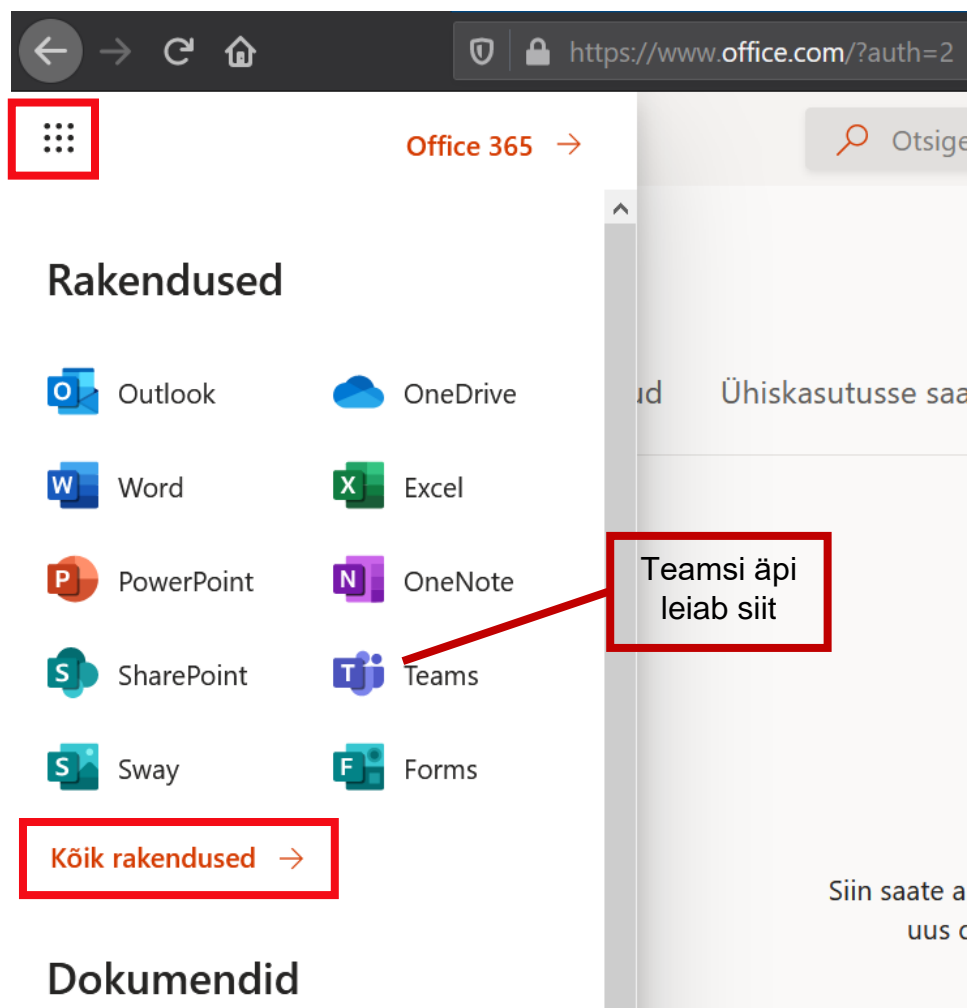 https://www.office.com/?auth=2
Office 365 →
Otsige
Rakendused
Outlook
OneDrive
Ühiskasutusse saa
Word
Excel
PowerPoint
OneNote
Teamsi äpi
leiab siit
SharePoint
Teams
Sway
Forms
Kõik rakendused →
Siin saate a
uus
Dokumendid